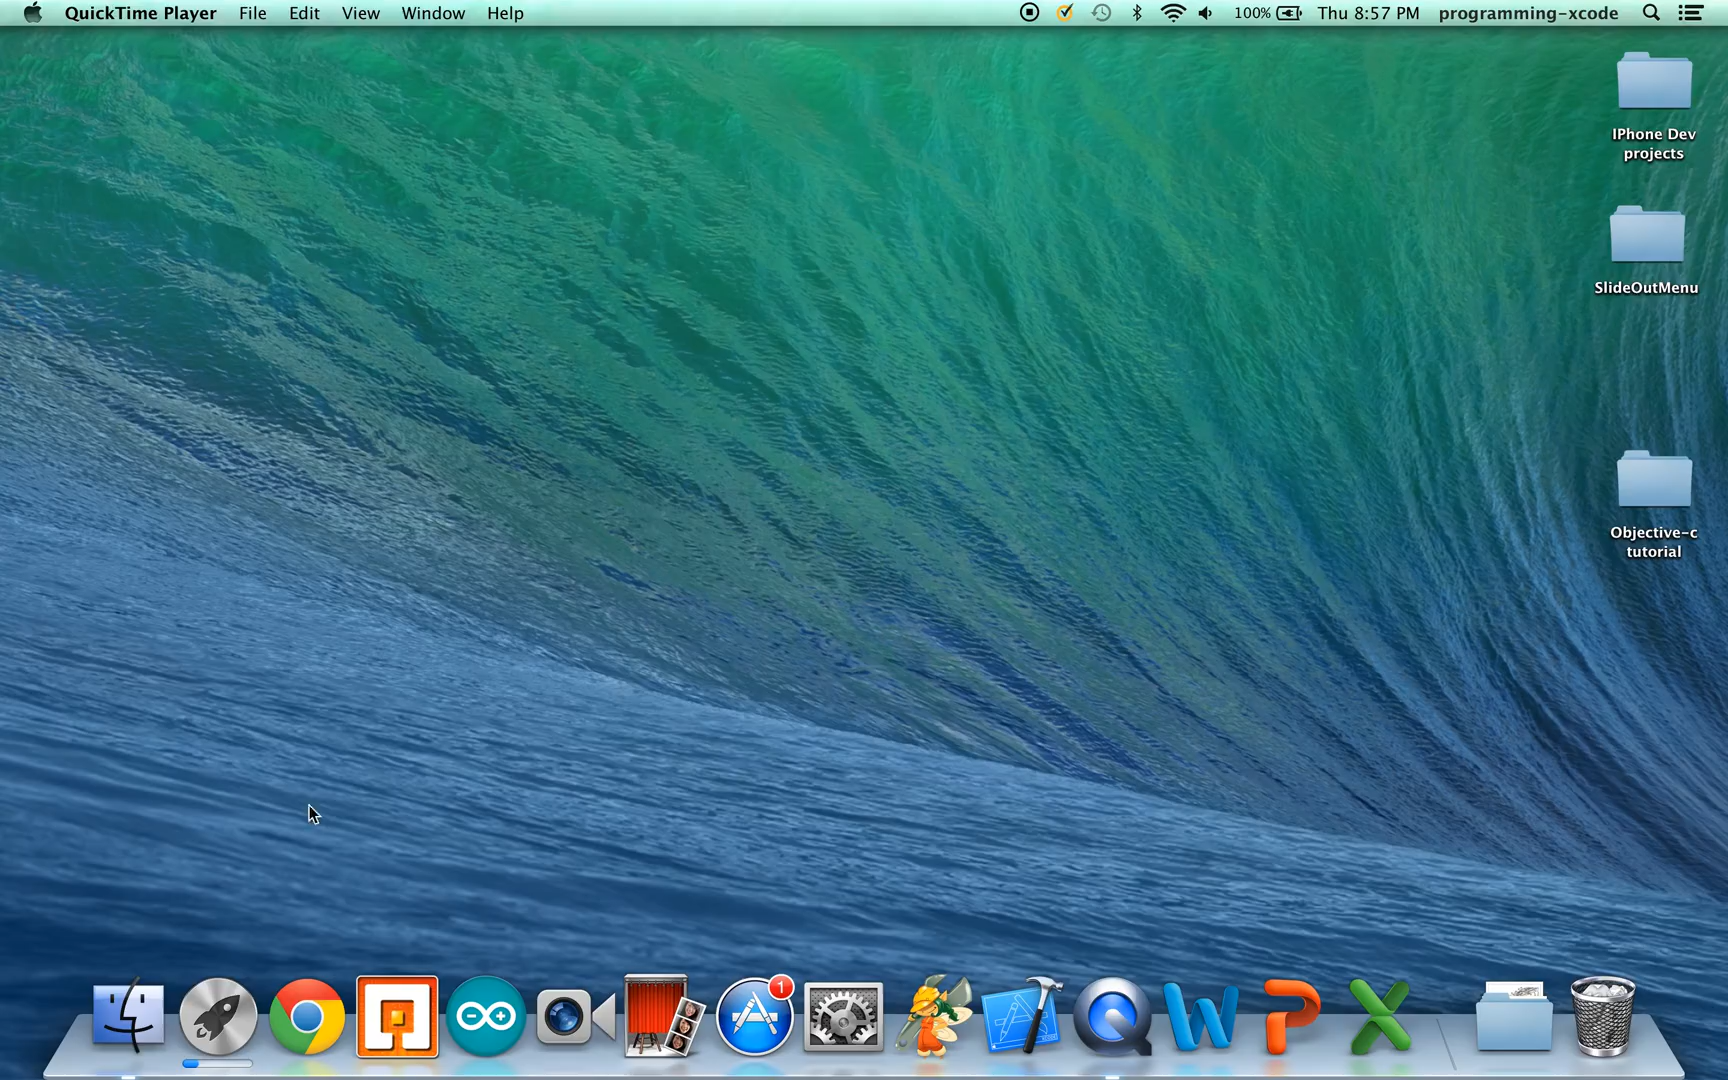 QuickTime Player File Edit View Window Help 100% Thu 8:57 PM programming-xcode
IPhone Dev
projects
SlideOutMenu
Objective-c
tutorial
1